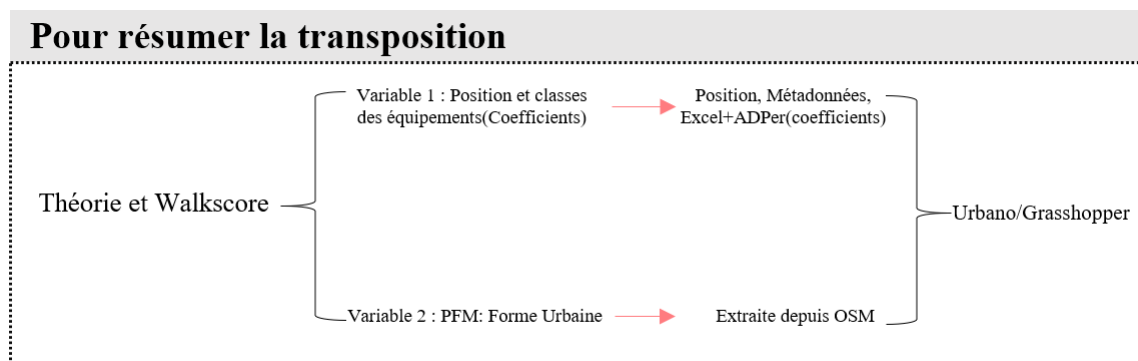 Pour résumer la transposition
Variable 1 : Position et classes
des équipements(Coefficients)
Position, Métadonnées,
Excel+ADPer(coefficients)
Théorie et Walkscore
Urbano/Grasshopper
Variable 2 : PFM: Forme Urbaine
Extraite depuis OSM